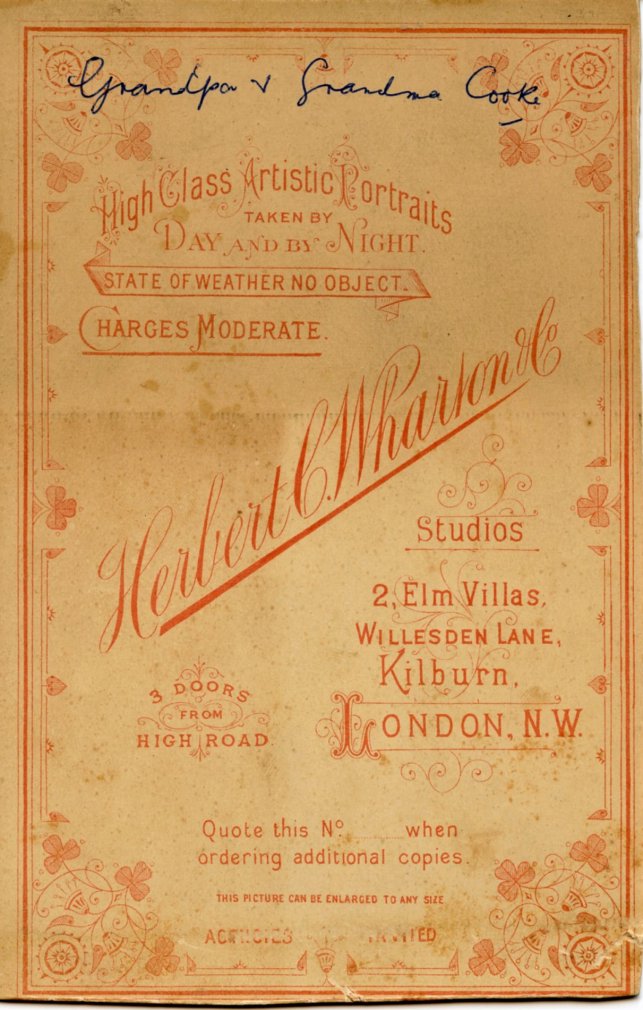 Grandpa & Grandma Cooke
High Class Artistic Portraits
TAKEN BY
DAY AND BY NIGHT.
STATE OF WEATHER NO OBJECT.
CHARGES MODERATE.
Herbert C. Wharton & Co
Studios
2, Elm Villas,
WILLESDEN LANE,
Kilburn,
LONDON, N.W.
3 DOORS
FROM
HIGH ROAD
Quote this No. when
ordering additional copies.
THIS PICTURE CAN BE ENLARGED TO ANY SIZE